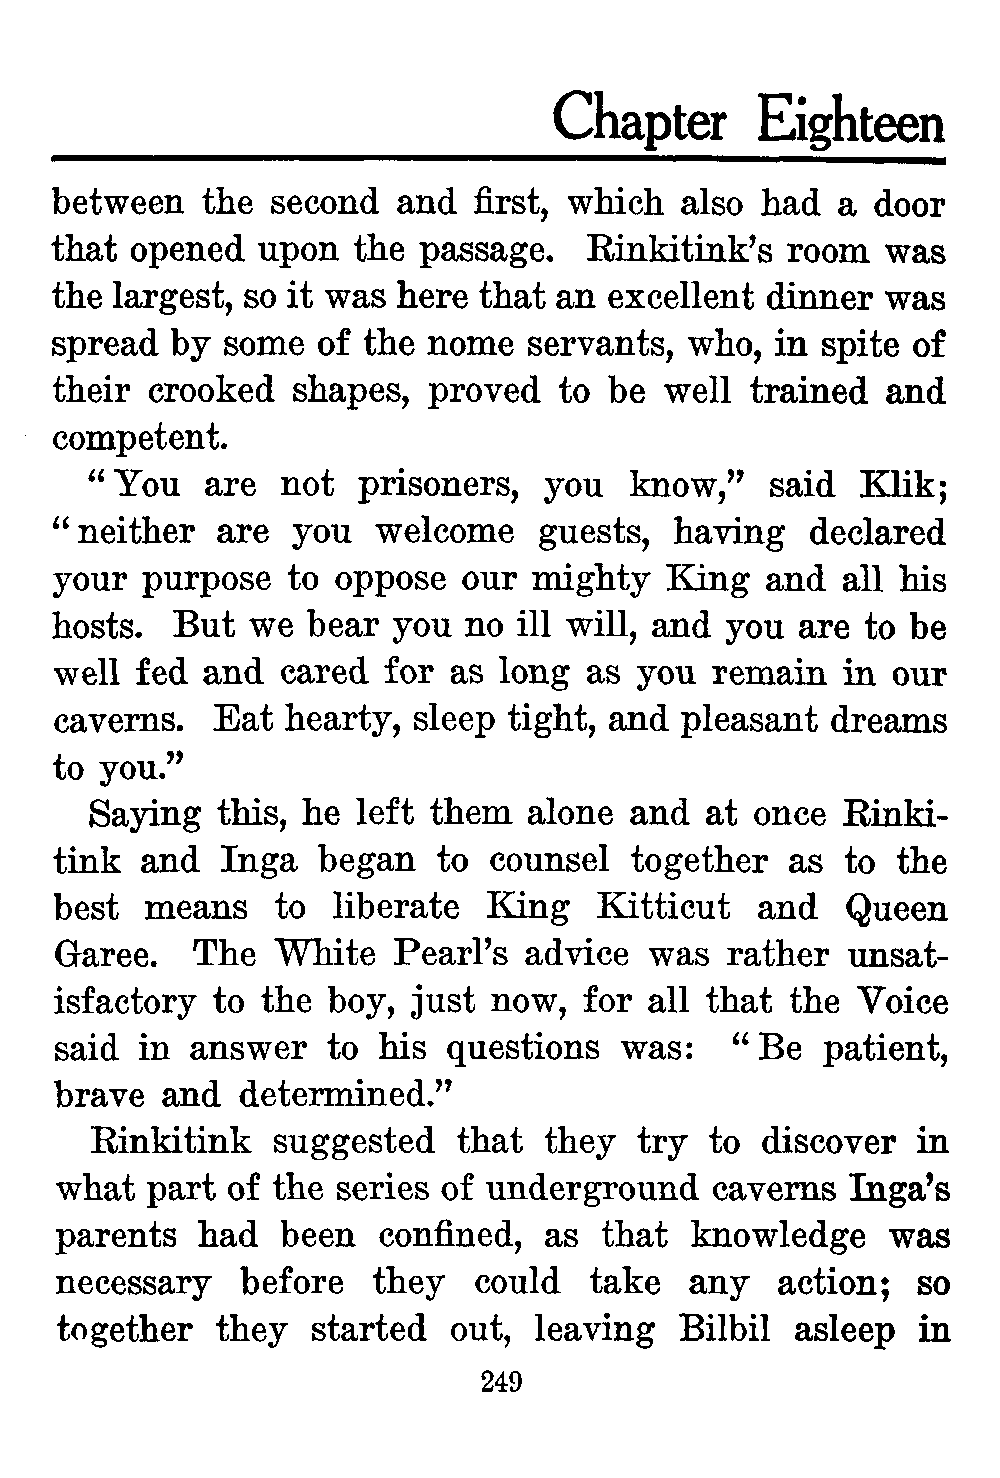 Chapter Eighteen
between the second and first, which also had a door
that opened upon the passage. Rinkitink's room was
the largest, so it was here that an excellent dinner was
spread by some of the nome servants, who, in spite of
their crooked shapes, proved to be well trained and
competent.
“You are not prisoners, you know,” said Klik;
“neither are you welcome guests, having declared
your purpose to oppose our mighty King and all his
hosts. But we bear you no ill will, and you are to be
well fed and cared for as long as you remain in our
caverns. Eat hearty, sleep tight, and pleasant dreams
to you.”
Saying this, he left them alone and at once Rinki-
tink and Inga began to counsel together as to the
best means to liberate King Kitticut and Queen
Garee. The White Pearl's advice was rather unsat-
isfactory to the boy, just now, for all that the Voice
said in answer to his questions was: “Be patient,
brave and determined.”
Rinkitink suggested that they try to discover in
what part of the series of underground caverns Inga's
parents had been confined, as that knowledge was
necessary before they could take any action; so
together they started out, leaving Bilbil asleep in
249